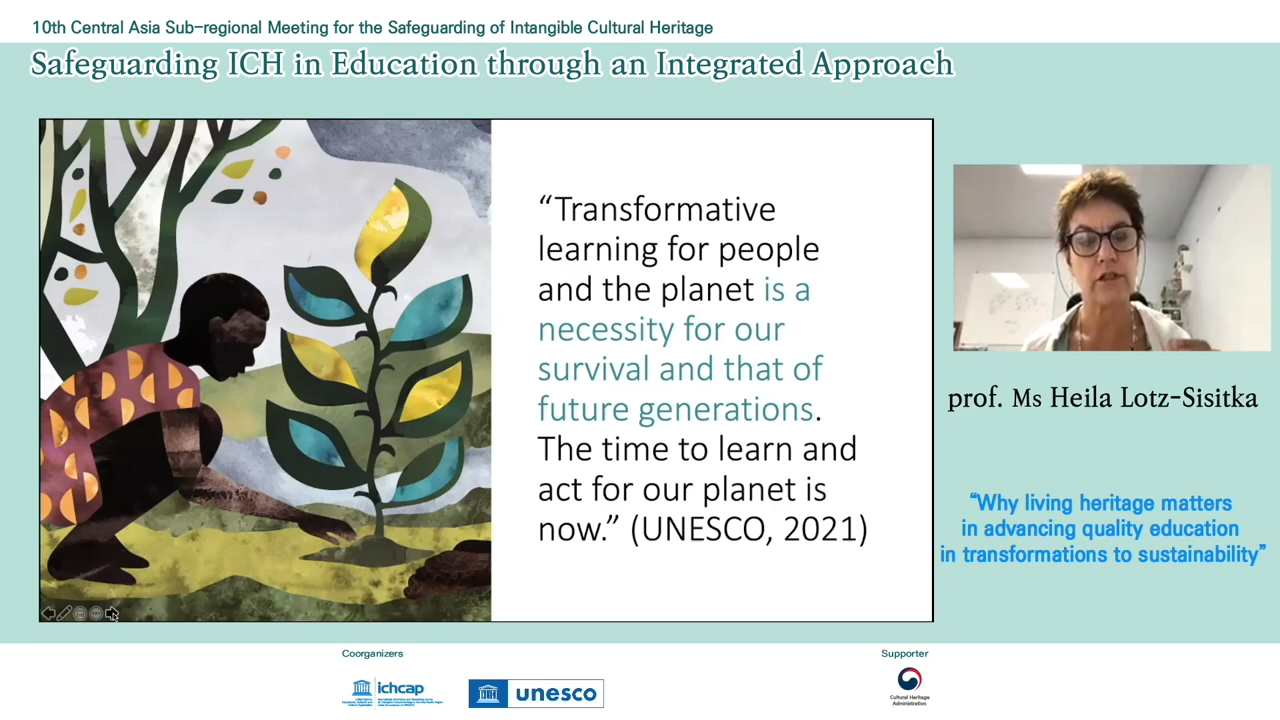 10th Central Asia Sub-regional Meeting for the Safeguarding of Intangible Cultural Heritage
Safeguarding ICH in Education through an Integrated Approach
“Transformative
learning for people
and the planet is a
necessity for our
survival and that of
future generations.
The time to learn and
act for our planet is
now.” (UNESCO, 2021)
prof. Ms Heila Lotz-Sisitka
“Why living heritage matters
in advancing quality education
in transformations to sustainability”
Coorganizers
Supporter
ichcap
unesco
Cultural Heritage
Administration